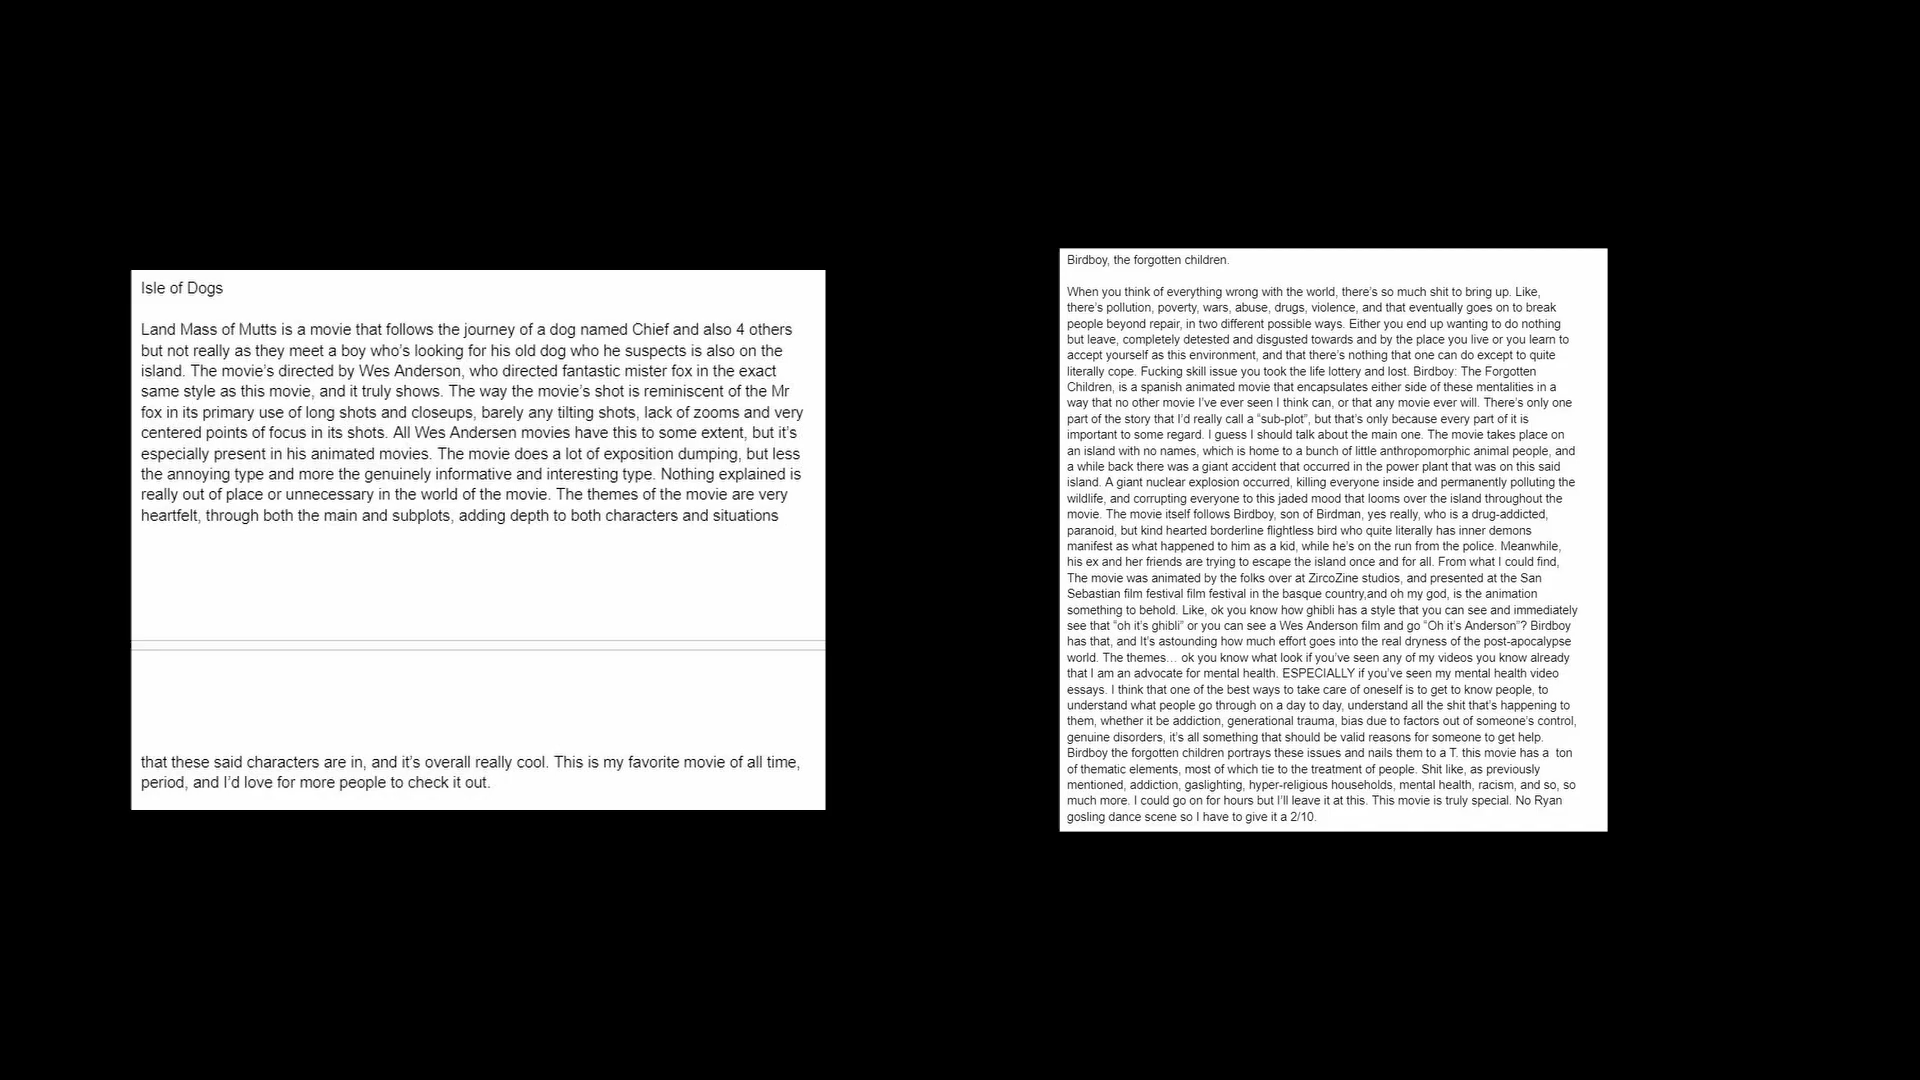 Isle of Dogs
Land Mass of Mutts is a movie that follows the journey of a dog named Chief and also 4 others
but not really as they meet a boy who's looking for his old dog who he suspects is also on the
island. The movie's directed by Wes Anderson, who directed fantastic mister fox in the exact
same style as this movie, and it truly shows. The way the movie's shot is reminiscent of the Mr
fox in its primary use of long shots and closeups, barely any tilting shots, lack of zooms and very
centered points of focus in its shots. All Wes Andersen movies have this to some extent, but it's
especially present in his animated movies. The movie does a lot of exposition dumping, but less
the annoying type and more the genuinely informative and interesting type. Nothing explained is
really out of place or unnecessary in the world of the movie. The themes of the movie are very
heartfelt, through both the main and subplots, adding depth to both characters and situations
that these said characters are in, and it's overall really cool. This is my favorite movie of all time,
period, and I'd love for more people to check it out.
Birdboy, the forgotten children.
When you think of everything wrong with the world, there's so much shit to bring up. Like,
there's pollution, poverty, wars, abuse, drugs, violence, and that eventually goes on to break
people beyond repair, in two different possible ways. Either you end up wanting to do nothing
but leave, completely detested and disgusted towards and by the place you live or you learn to
accept yourself as this environment, and that there's nothing that one can do except to quite
literally cope. Fucking skill issue you took the life lottery and lost. Birdboy: The Forgotten
Children, is a spanish animated movie that encapsulates either side of these mentalities in a
way that no other movie I've ever seen I think can, or that any movie ever will. There's only one
part of the story that I'd really call a “sub-plot”, but that's only because every part of it is
important to some regard. I guess I should talk about the main one. The movie takes place on
an island with no names, which is home to a bunch of little anthropomorphic animal people, and
a while back there was a giant accident that occurred in the power plant that was on this said
island. A giant nuclear explosion occurred, killing everyone inside and permanently polluting the
wildlife, and corrupting everyone to this jaded mood that looms over the island throughout the
movie. The movie itself follows Birdboy, son of Birdman, yes really, who is a drug-addicted,
paranoid, but kind hearted borderline flightless bird who quite literally has inner demons
manifest as what happened to him as a kid, while he's on the run from the police. Meanwhile,
his ex and her friends are trying to escape the island once and for all. From what I could find,
The movie was animated by the folks over at ZircoZine studios, and presented at the San
Sebastian film festival film festival in the basque country,and oh my god, is the animation
something to behold. Like, ok you know how ghibli has a style that you can see and immediately
see that “oh it's ghibli” or you can see a Wes Anderson film and go “Oh it's Anderson”? Birdboy
has that, and It's astounding how much effort goes into the real dryness of the post-apocalypse
world. The themes… ok you know what look if you've seen any of my videos you know already
that I am an advocate for mental health. ESPECIALLY if you've seen my mental health video
essays. I think that one of the best ways to take care of oneself is to get to know people, to
understand what people go through on a day to day, understand all the shit that's happening to
them, whether it be addiction, generational trauma, bias due to factors out of someone's control,
genuine disorders, it's all something that should be valid reasons for someone to get help.
Birdboy the forgotten children portrays these issues and nails them to a T. this movie has a  ton
of thematic elements, most of which tie to the treatment of people. Shit like, as previously
mentioned, addiction, gaslighting, hyper-religious households, mental health, racism, and so, so
much more. I could go on for hours but I'll leave it at this. This movie is truly special. No Ryan
gosling dance scene so I have to give it a 2/10.